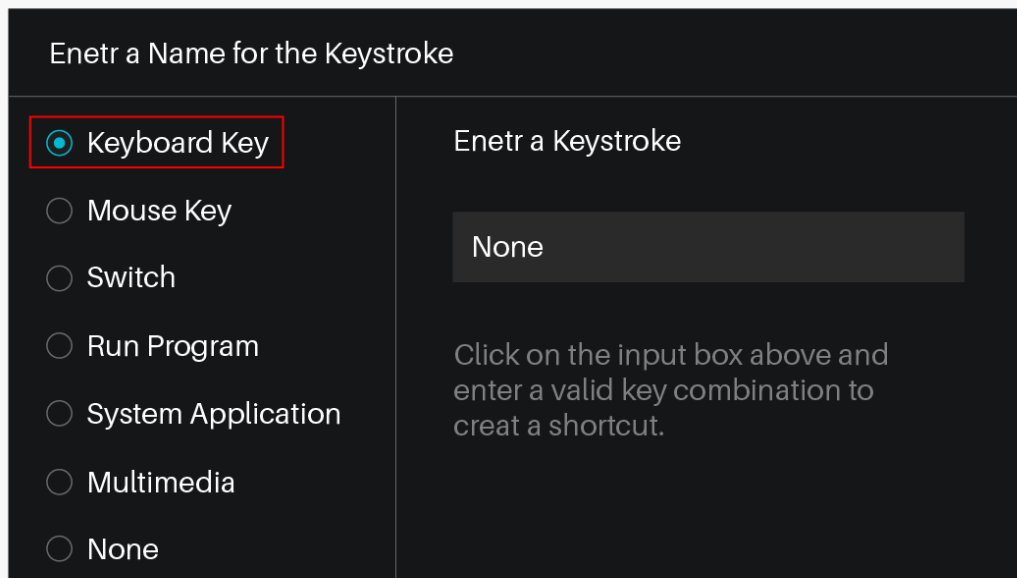 Enetr a Name for the Keystroke
Keyboard Key
Mouse Key
Switch
Run Program
System Application
Multimedia
None
Enetr a Keystroke
None
Click on the input box above and
enter a valid key combination to
creat a shortcut.